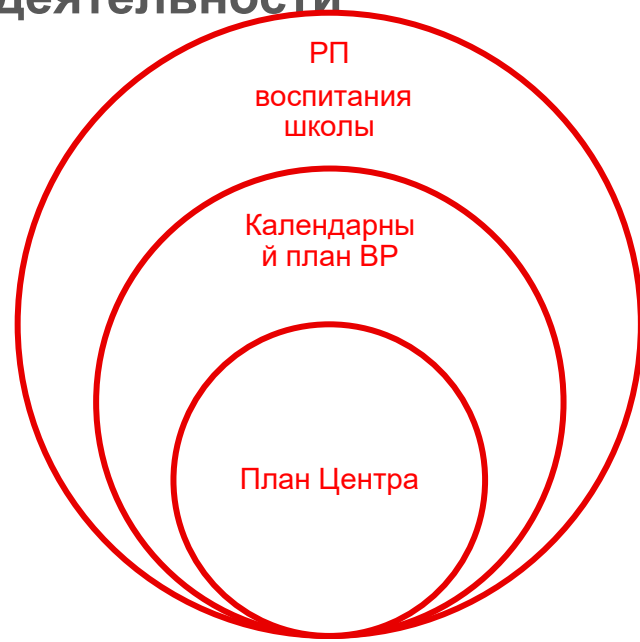 деятельности
РП
воспитания
школы
Календарны
й план ВР
План Центра